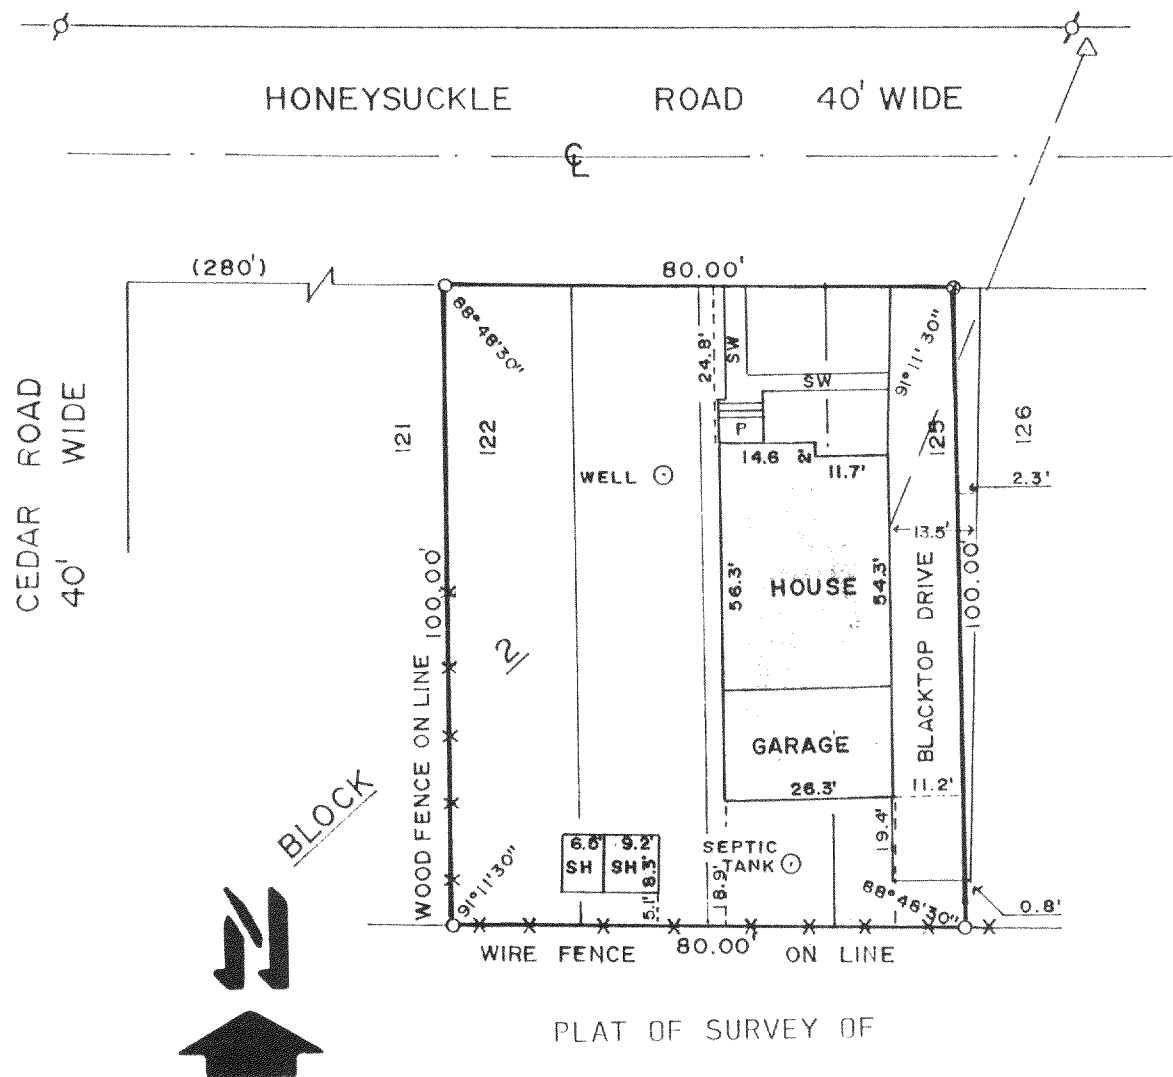 HONEYSUCKLE ROAD 40' WIDE
C L
(280')
80.00'
88°48'30"
91°11'30"
24.8'
SW
SW
P
CEDAR ROAD
40' WIDE
121
122
125
126
14.6
2'
11.7'
WELL
2.3'
13.5'
100.00'
56.3'
HOUSE
54.3'
BLACKTOP DRIVE
100.00'
2
WOOD FENCE ON LINE
GARAGE
26.3'
11.2'
BLOCK
6.5' 9.2'
SH SH
8.3'
5.1'
SEPTIC
TANK
18.9'
19.4'
91°11'30"
88°48'30"
0.8'
WIRE FENCE 80.00' ON LINE
N
PLAT OF SURVEY OF